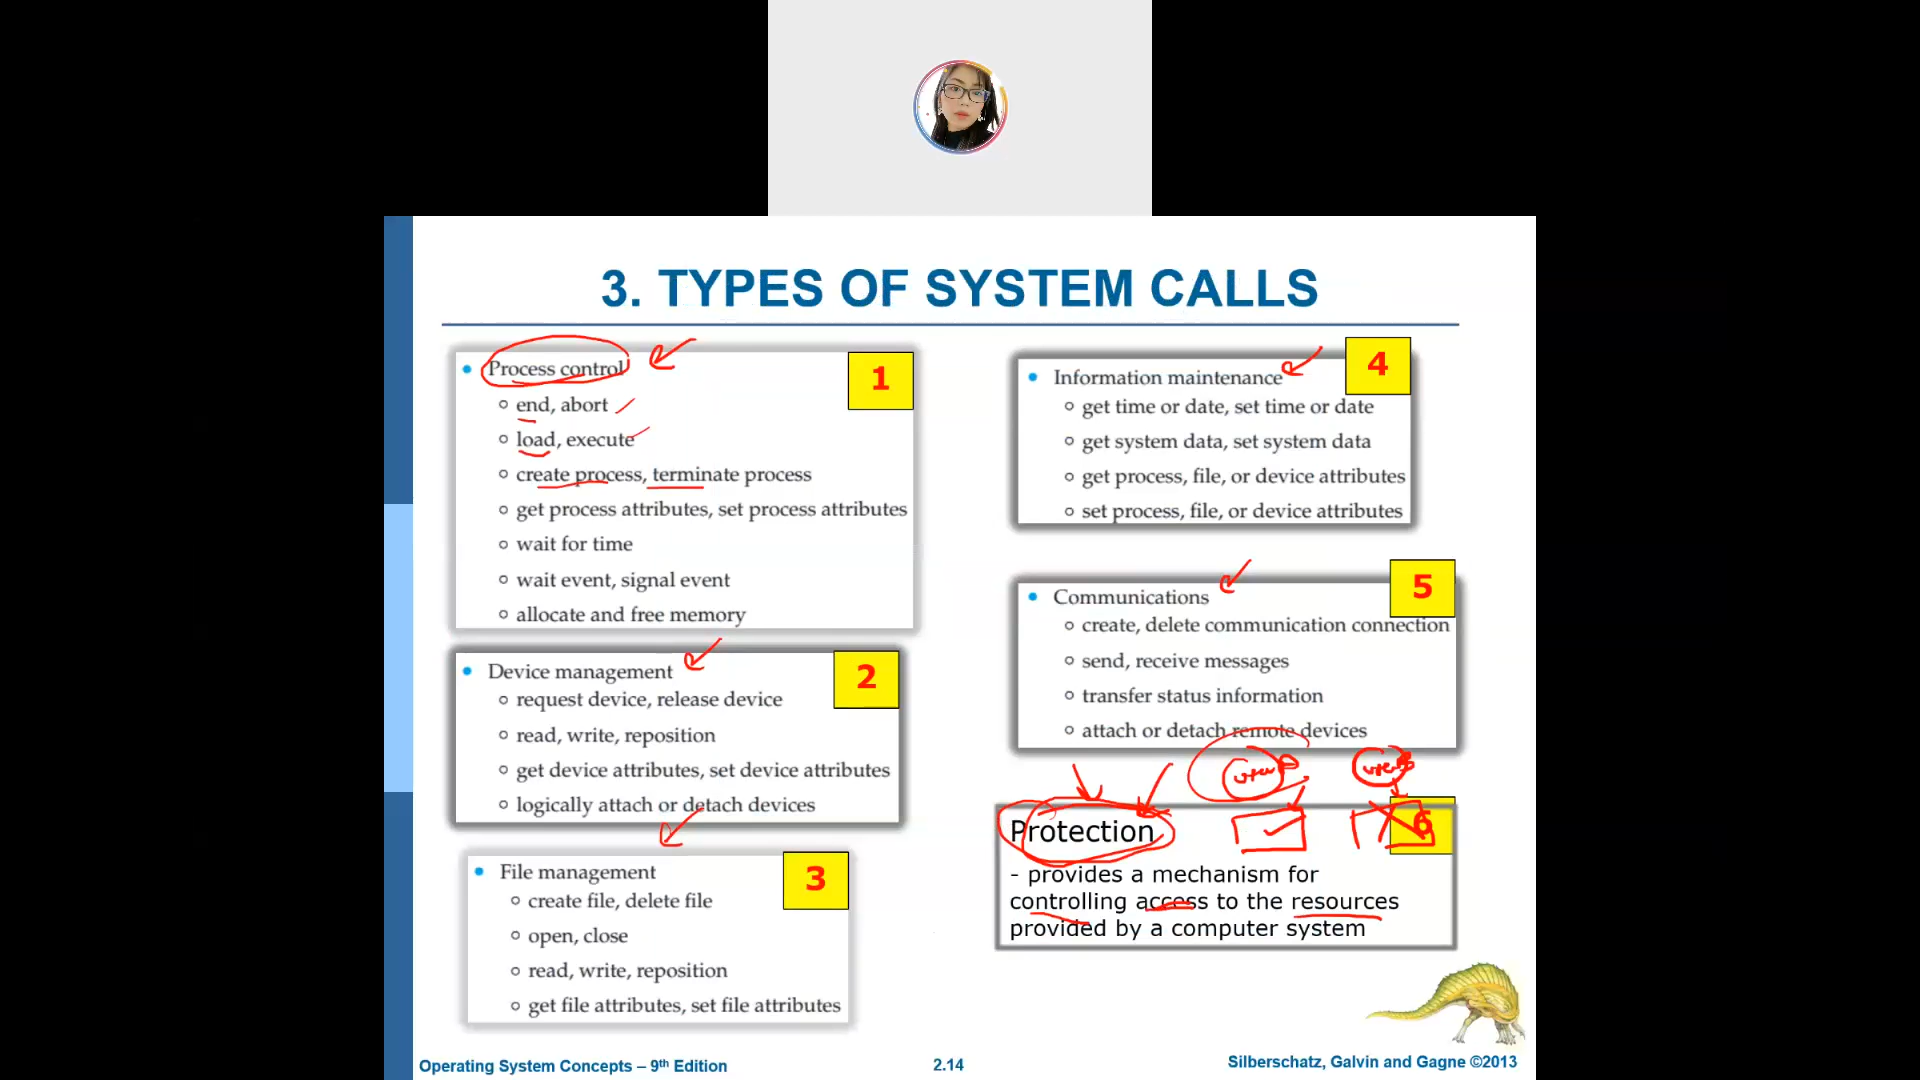 3. TYPES OF SYSTEM CALLS
Process control
end, abort
load, execute
create process, terminate process
get process attributes, set process attributes
wait for time
wait event, signal event
allocate and free memory
1
Device management
request device, release device
read, write, reposition
get device attributes, set device attributes
logically attach or detach devices
2
File management
create file, delete file
open, close
read, write, reposition
get file attributes, set file attributes
3
Information maintenance
get time or date, set time or date
get system data, set system data
get process, file, or device attributes
set process, file, or device attributes
4
Communications
create, delete communication connection
send, receive messages
transfer status information
attach or detach remote devices
5
Protection
- provides a mechanism for
controlling access to the resources
provided by a computer system
6
Operating System Concepts – 9th Edition
2.14
Silberschatz, Galvin and Gagne ©2013